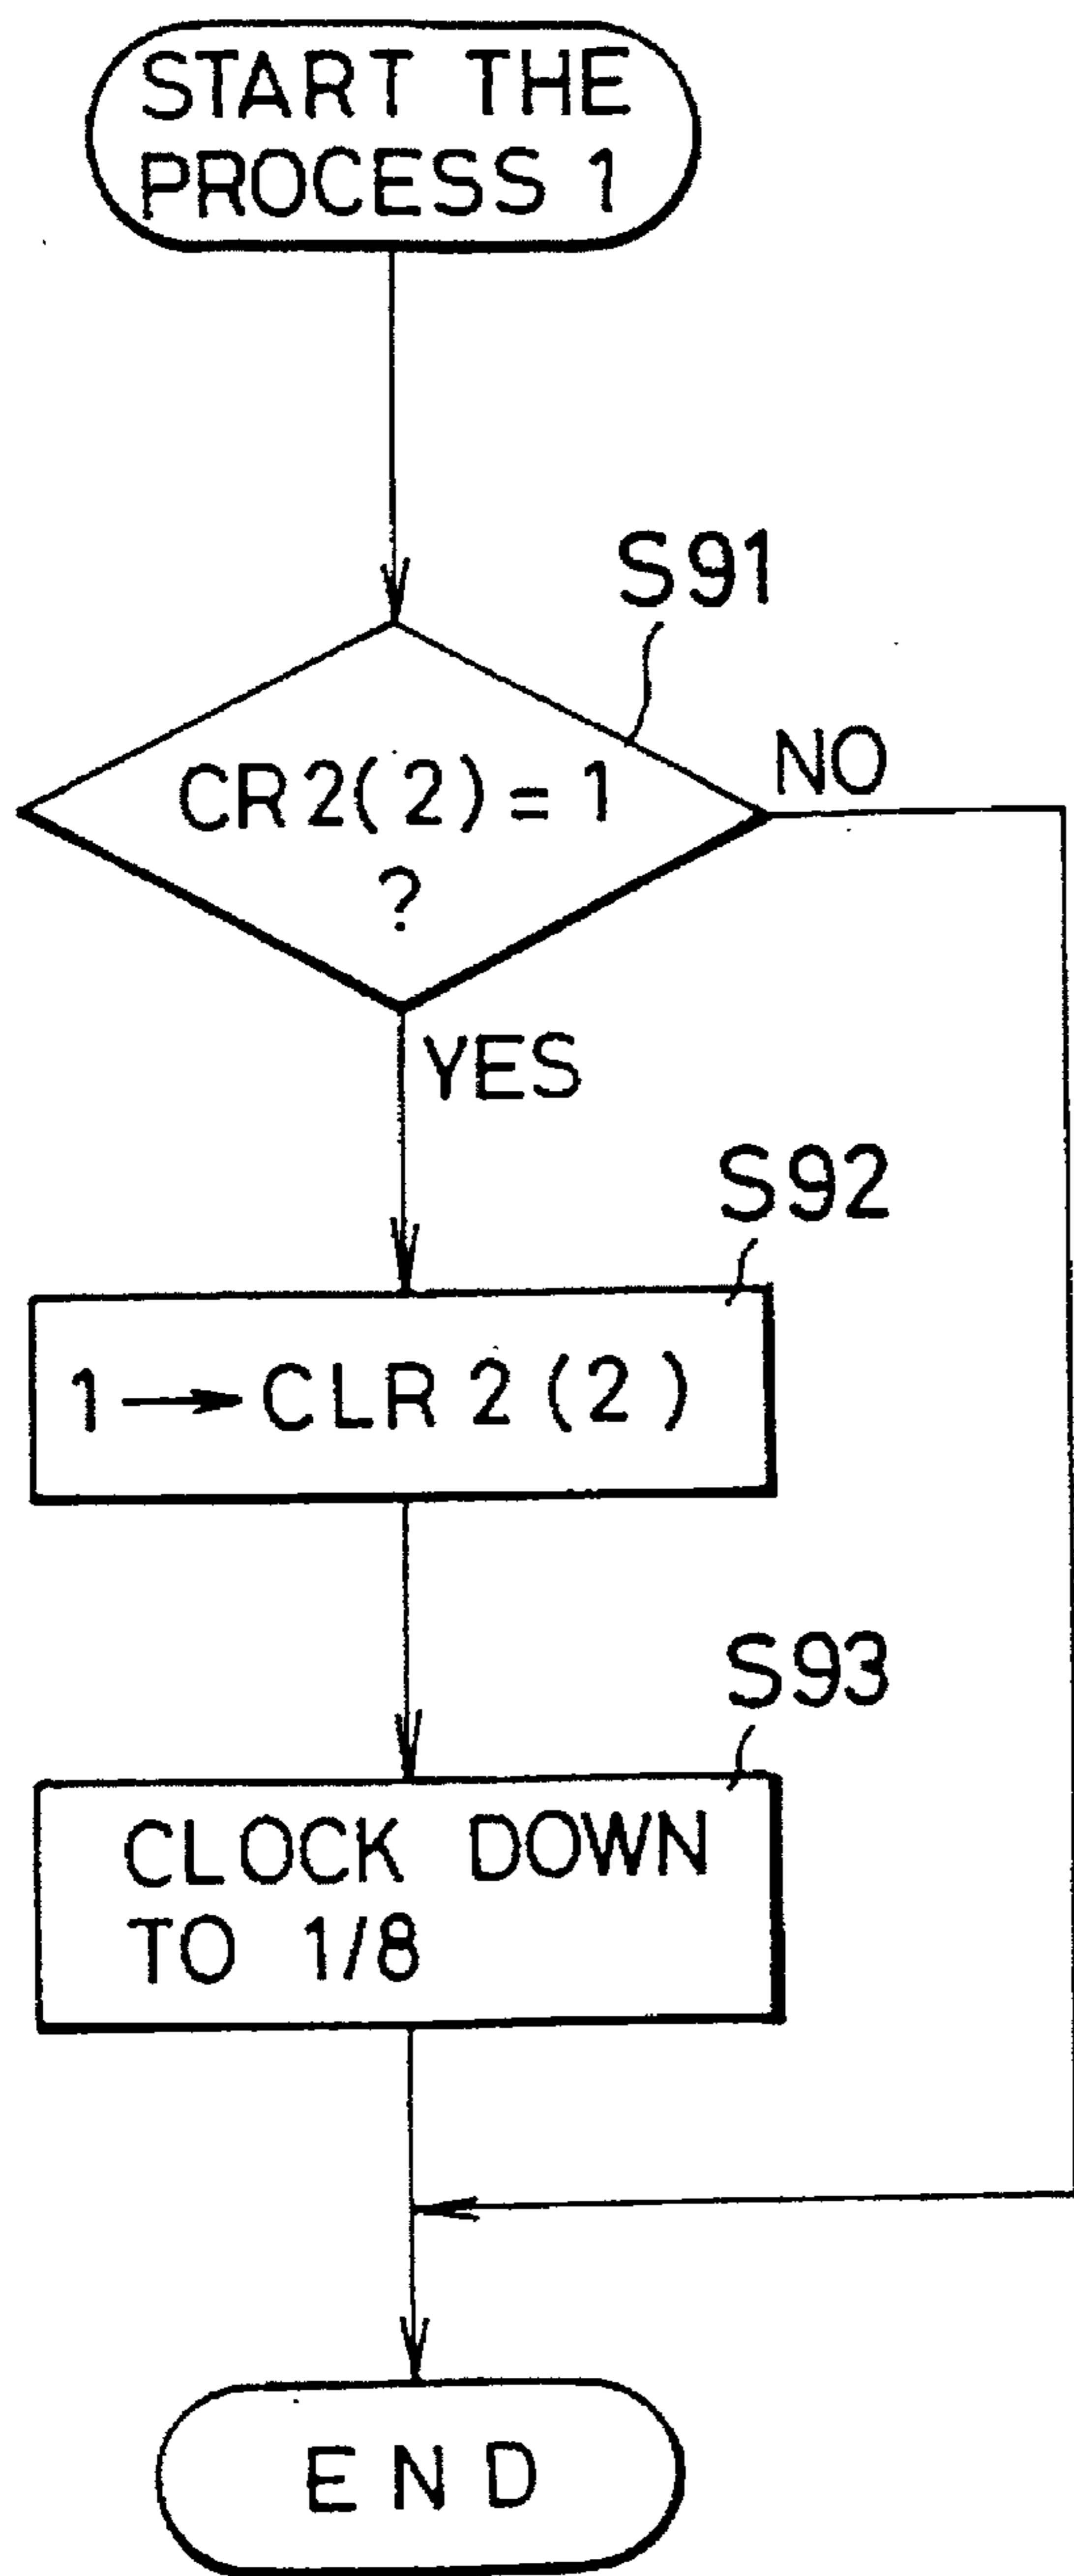 START THE
PROCESS 1
S91
CR2(2)=1
?
NO
YES
S92
1→CLR2(2)
S93
CLOCK DOWN
TO 1/8
END